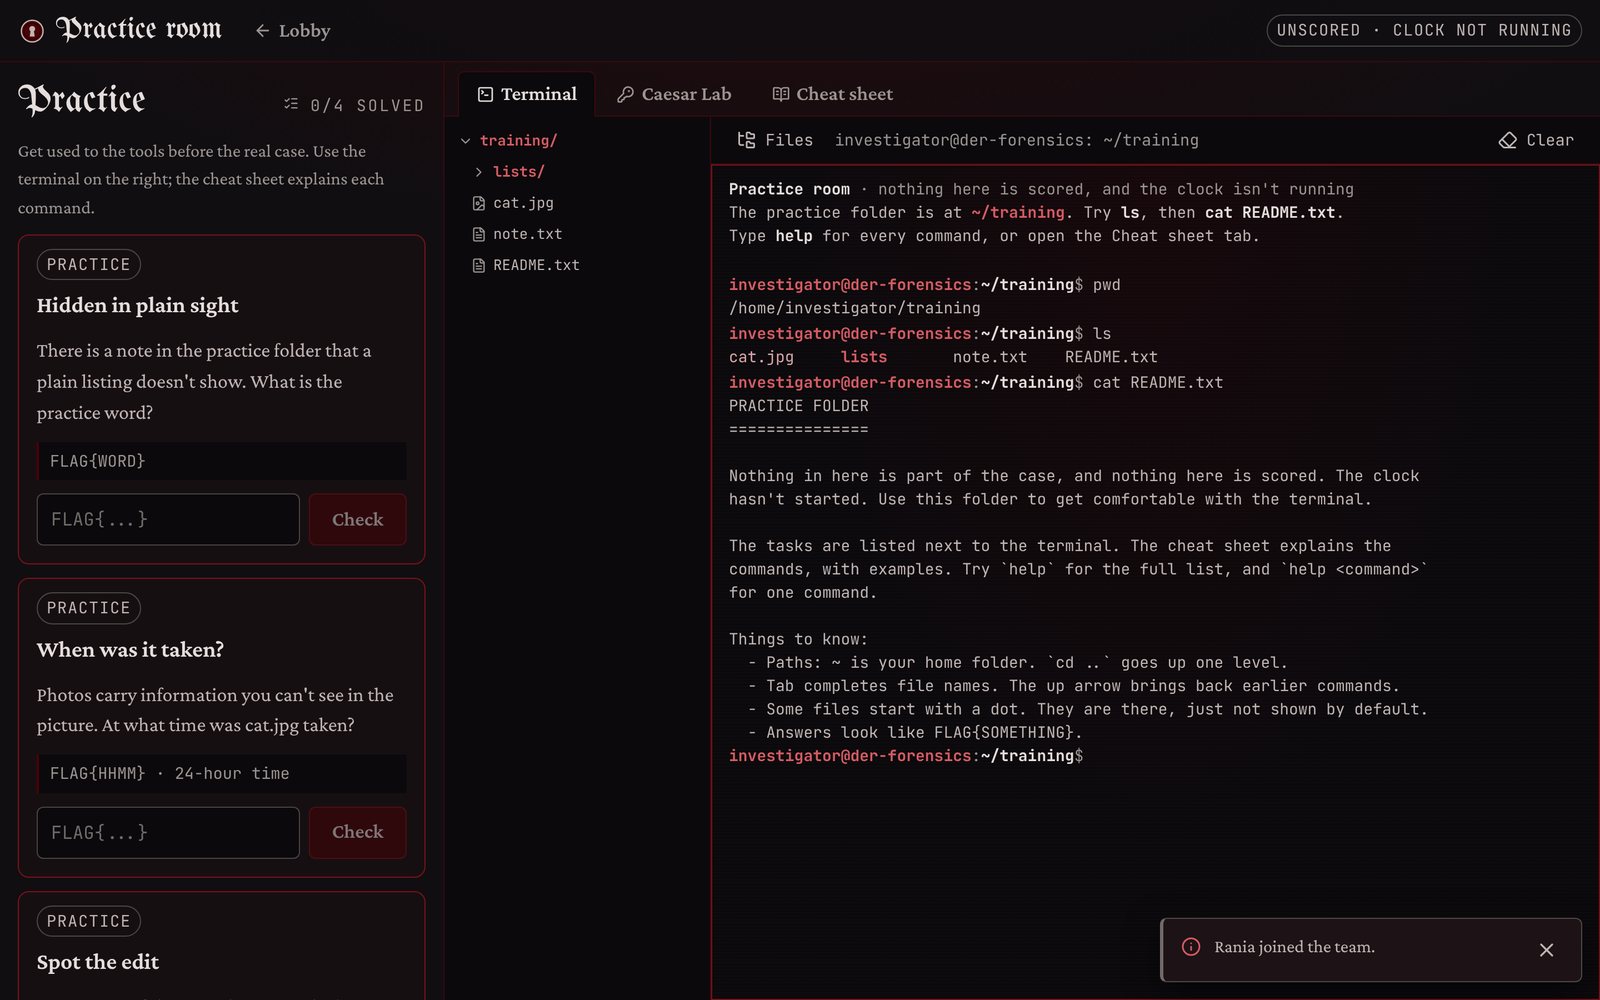 Practice room
← Lobby
UNSCORED · CLOCK NOT RUNNING
Practice
0/4 SOLVED
Get used to the tools before the real case. Use the
terminal on the right; the cheat sheet explains each
command.
PRACTICE
Hidden in plain sight
There is a note in the practice folder that a
plain listing doesn't show. What is the
practice word?
FLAG{WORD}
FLAG{...}
Check
PRACTICE
When was it taken?
Photos carry information you can't see in the
picture. At what time was cat.jpg taken?
FLAG{HHMM} · 24-hour time
FLAG{...}
Check
PRACTICE
Spot the edit
Terminal
Caesar Lab
Cheat sheet
training/
lists/
cat.jpg
note.txt
README.txt
Files
investigator@der-forensics: ~/training
Clear
Practice room · nothing here is scored, and the clock isn't running
The practice folder is at ~/training. Try ls, then cat README.txt.
Type help for every command, or open the Cheat sheet tab.
investigator@der-forensics:~/training$ pwd
/home/investigator/training
investigator@der-forensics:~/training$ ls
cat.jpg lists note.txt README.txt
investigator@der-forensics:~/training$ cat README.txt
PRACTICE FOLDER
===============
Nothing in here is part of the case, and nothing here is scored. The clock
hasn't started. Use this folder to get comfortable with the terminal.
The tasks are listed next to the terminal. The cheat sheet explains the
commands, with examples. Try `help` for the full list, and `help <command>`
for one command.
Things to know:
- Paths: ~ is your home folder. `cd ..` goes up one level.
- Tab completes file names. The up arrow brings back earlier commands.
- Some files start with a dot. They are there, just not shown by default.
- Answers look like FLAG{SOMETHING}.
investigator@der-forensics:~/training$
Rania joined the team.